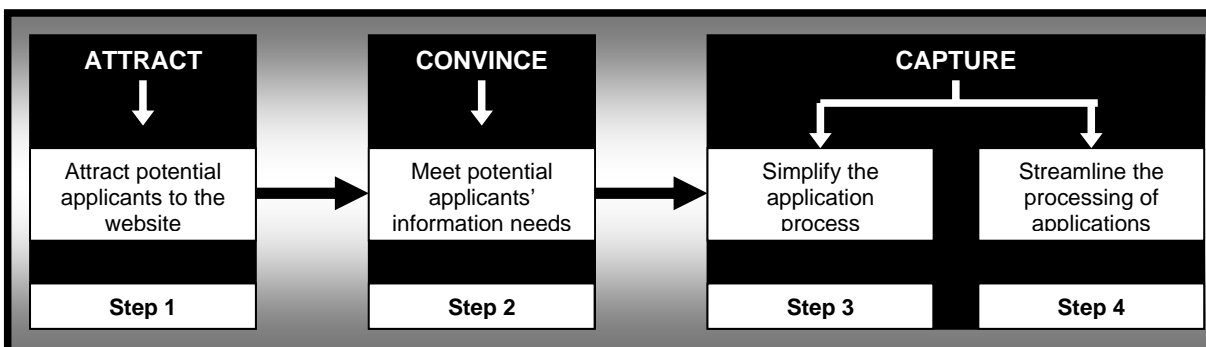 ATTRACT
Attract potential
applicants to the
website
Step 1
CONVINCE
Meet potential
applicants’
information needs
Step 2
CAPTURE
Simplify the
application
process
Step 3
Streamline the
processing of
applications
Step 4